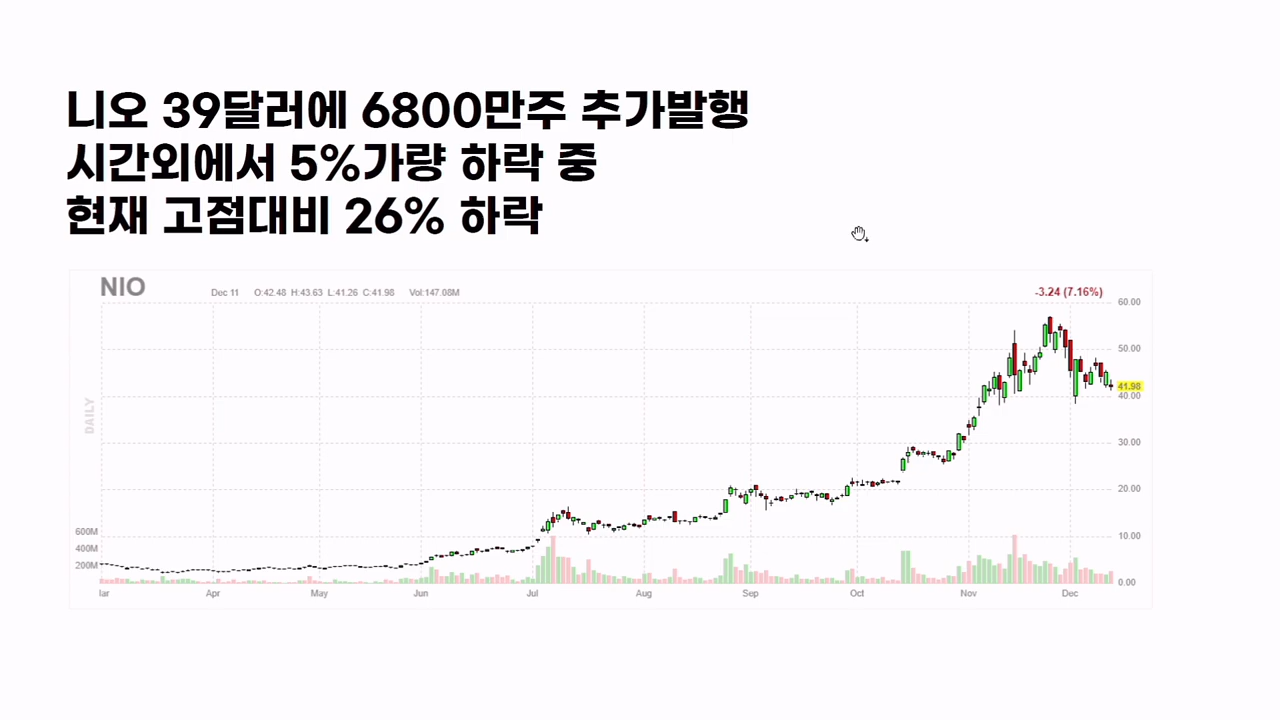 니오 39달러에 6800만주 추가발행
시간외에서 5%가량 하락 중
현재 고점대비 26% 하락
NIO Dec 11 O:42.48 H:43.63 L:41.26 C:41.98 Vol:147.08M -3.24 (7.16%)
60.00
50.00
41.98
40.00
DAILY
30.00
20.00
600M
10.00
400M
200M
0.00
Iar Apr May Jun Jul Aug Sep Oct Nov Dec